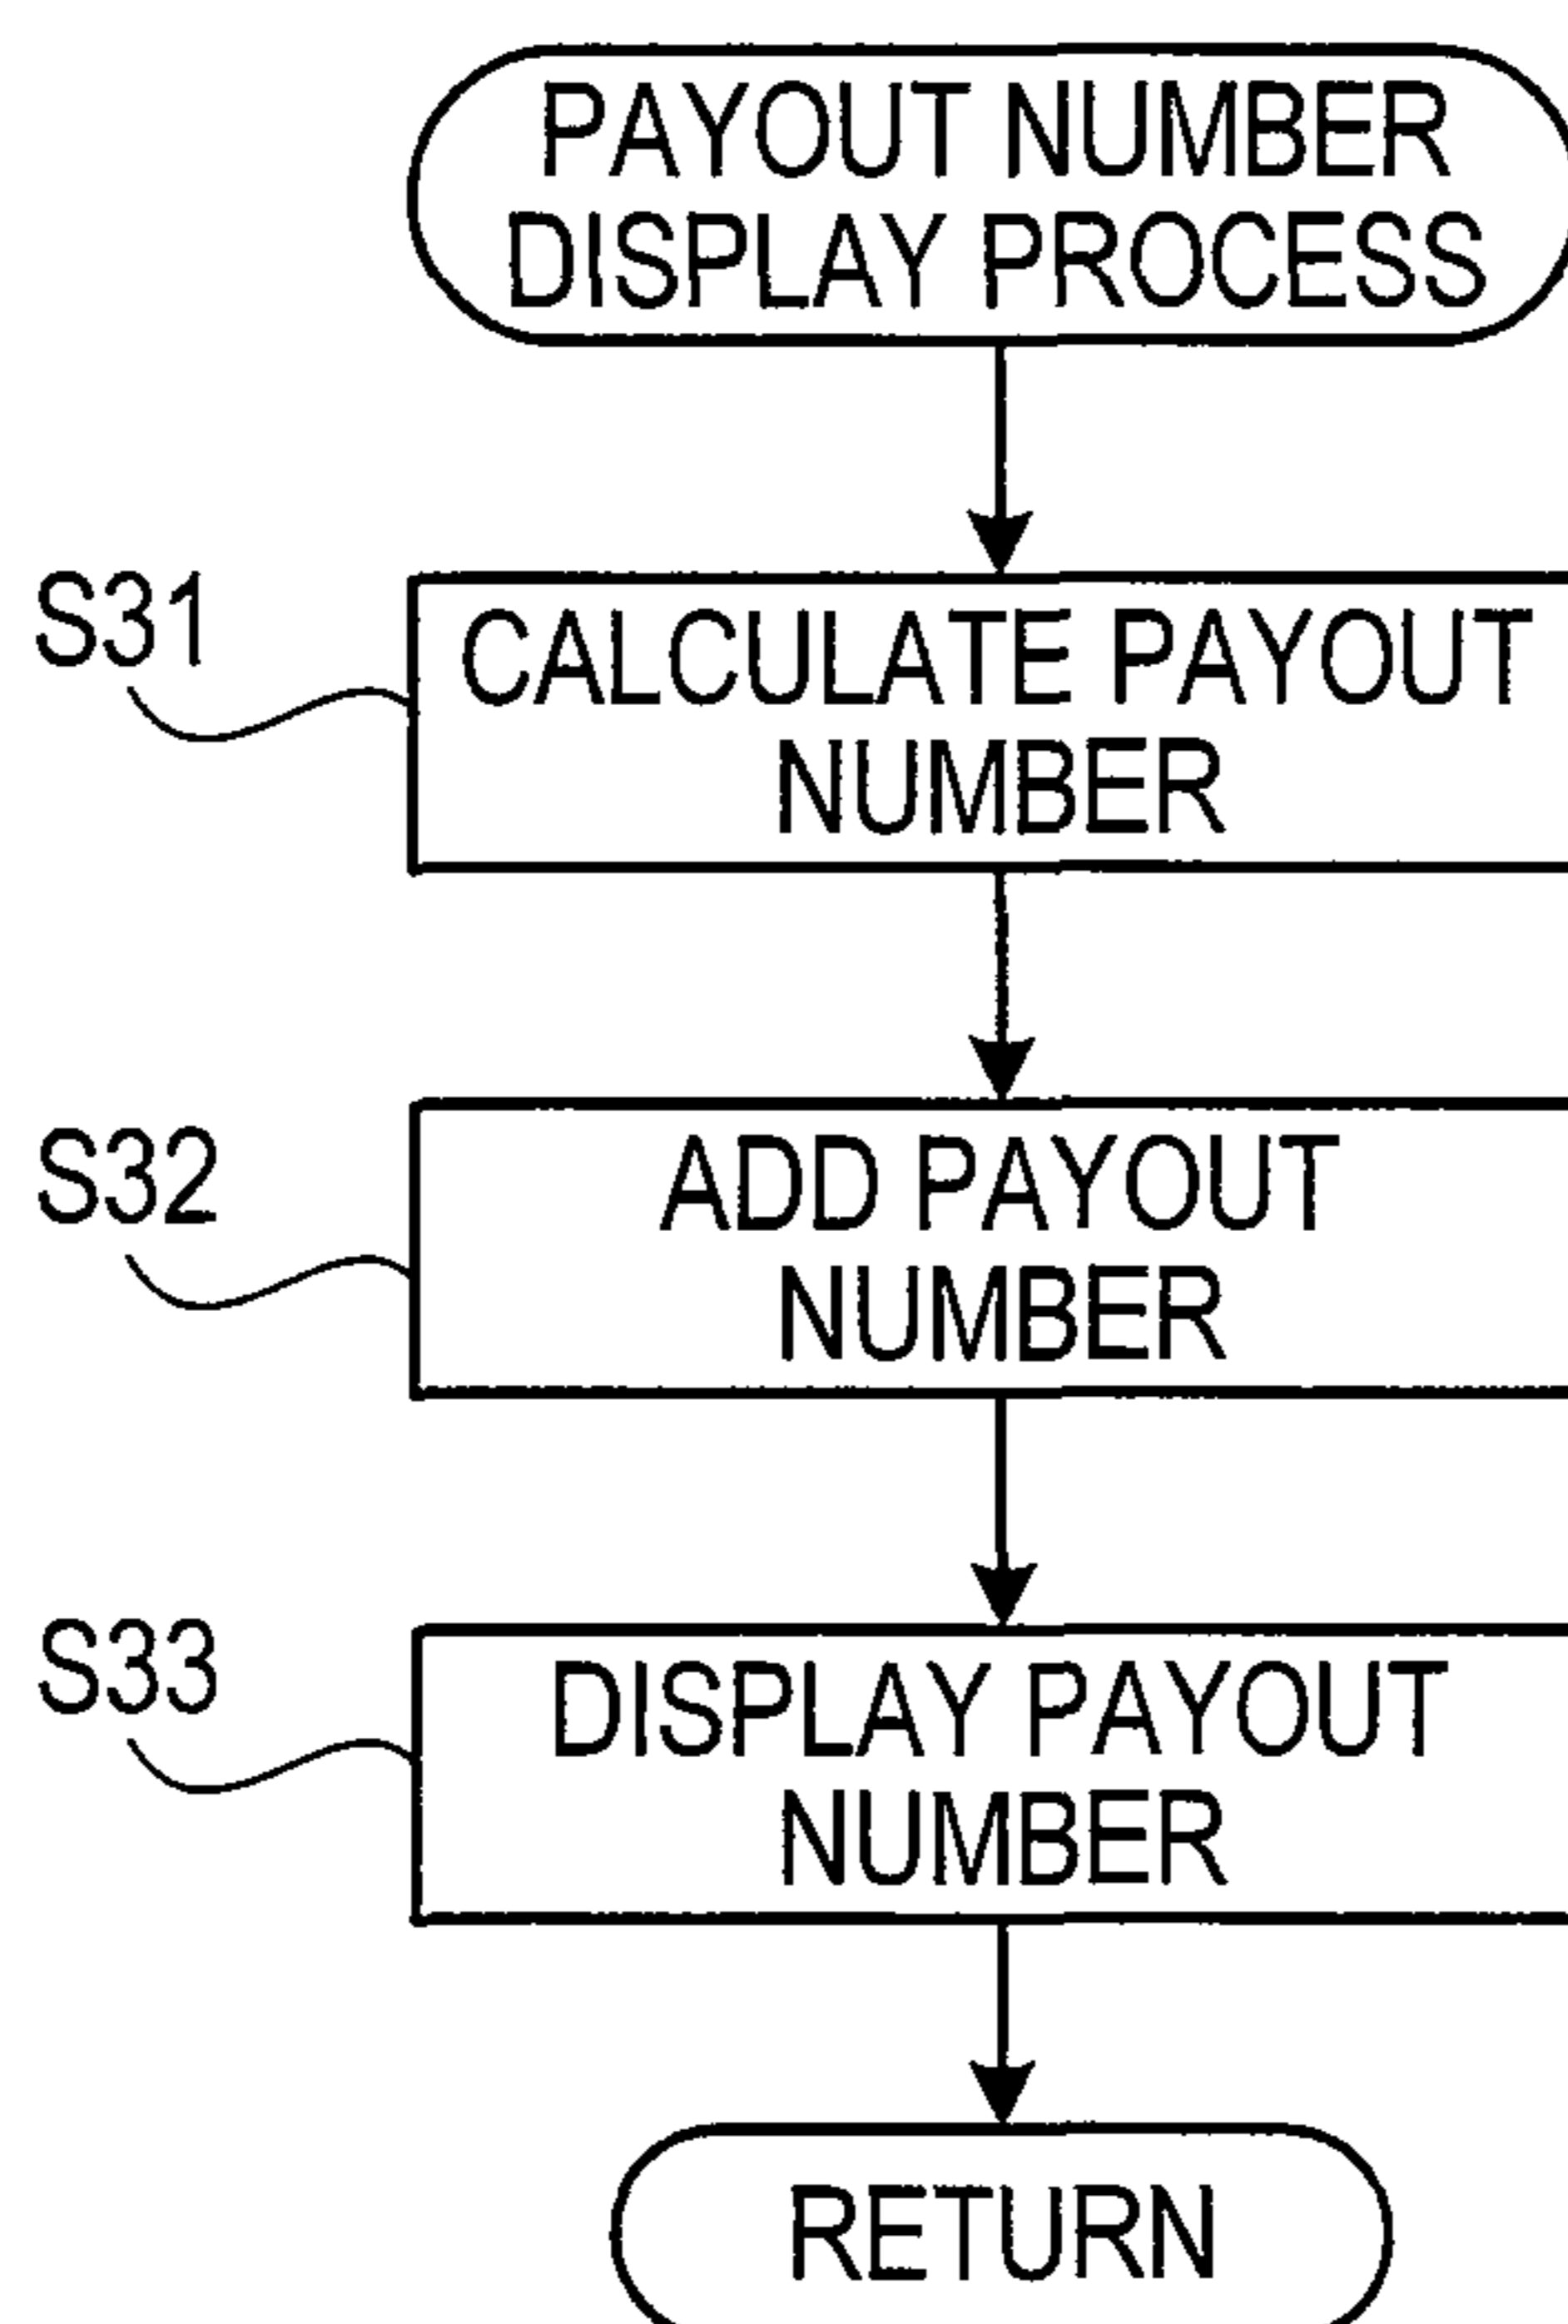 PAYOUT NUMBER
DISPLAY PROCESS
S31
CALCULATE PAYOUT
NUMBER
S32
ADD PAYOUT
NUMBER
S33
DISPLAY PAYOUT
NUMBER
RETURN